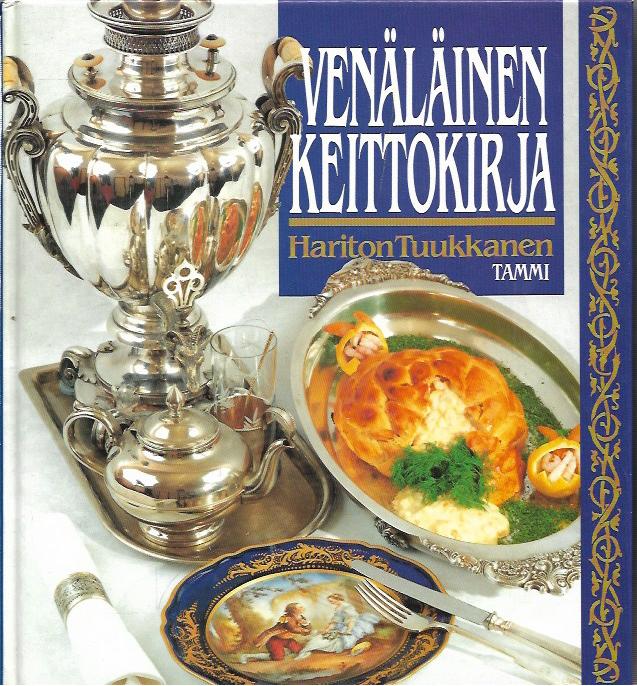 VENÄLÄINEN
KEITTOKIRJA
Hariton Tuukkanen
TAMMI